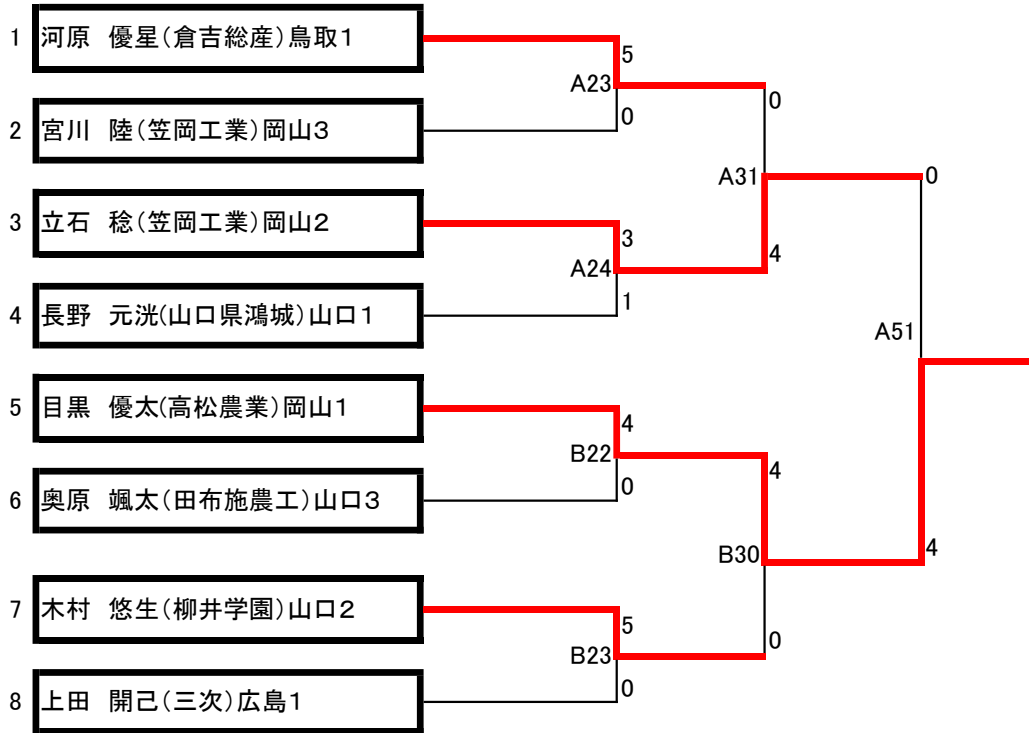 1 河原 優星(倉吉総産)鳥取1
5
A23
0
0
2 宮川 陸(笠岡工業)岡山3
A31
0
3 立石 稔(笠岡工業)岡山2
3
A24
4
1
4 長野 元洸(山口県鴻城)山口1
A51
5 目黒 優太(高松農業)岡山1
4
B22
4
0
6 奥原 颯太(田布施農工)山口3
B30
4
7 木村 悠生(柳井学園)山口2
5
B23
0
0
8 上田 開己(三次)広島1